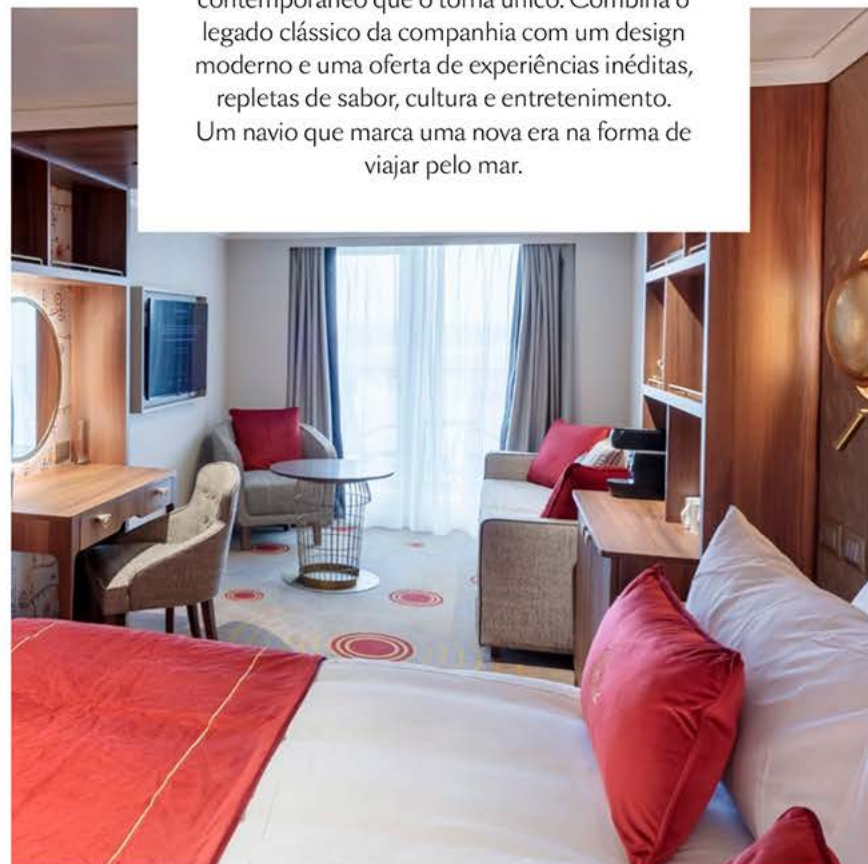 contemporâneo que o torna único. Combina o
legado clássico da companhia com um design
moderno e uma oferta de experiências inéditas,
repletas de sabor, cultura e entretenimento.
Um navio que marca uma nova era na forma de
viajar pelo mar.